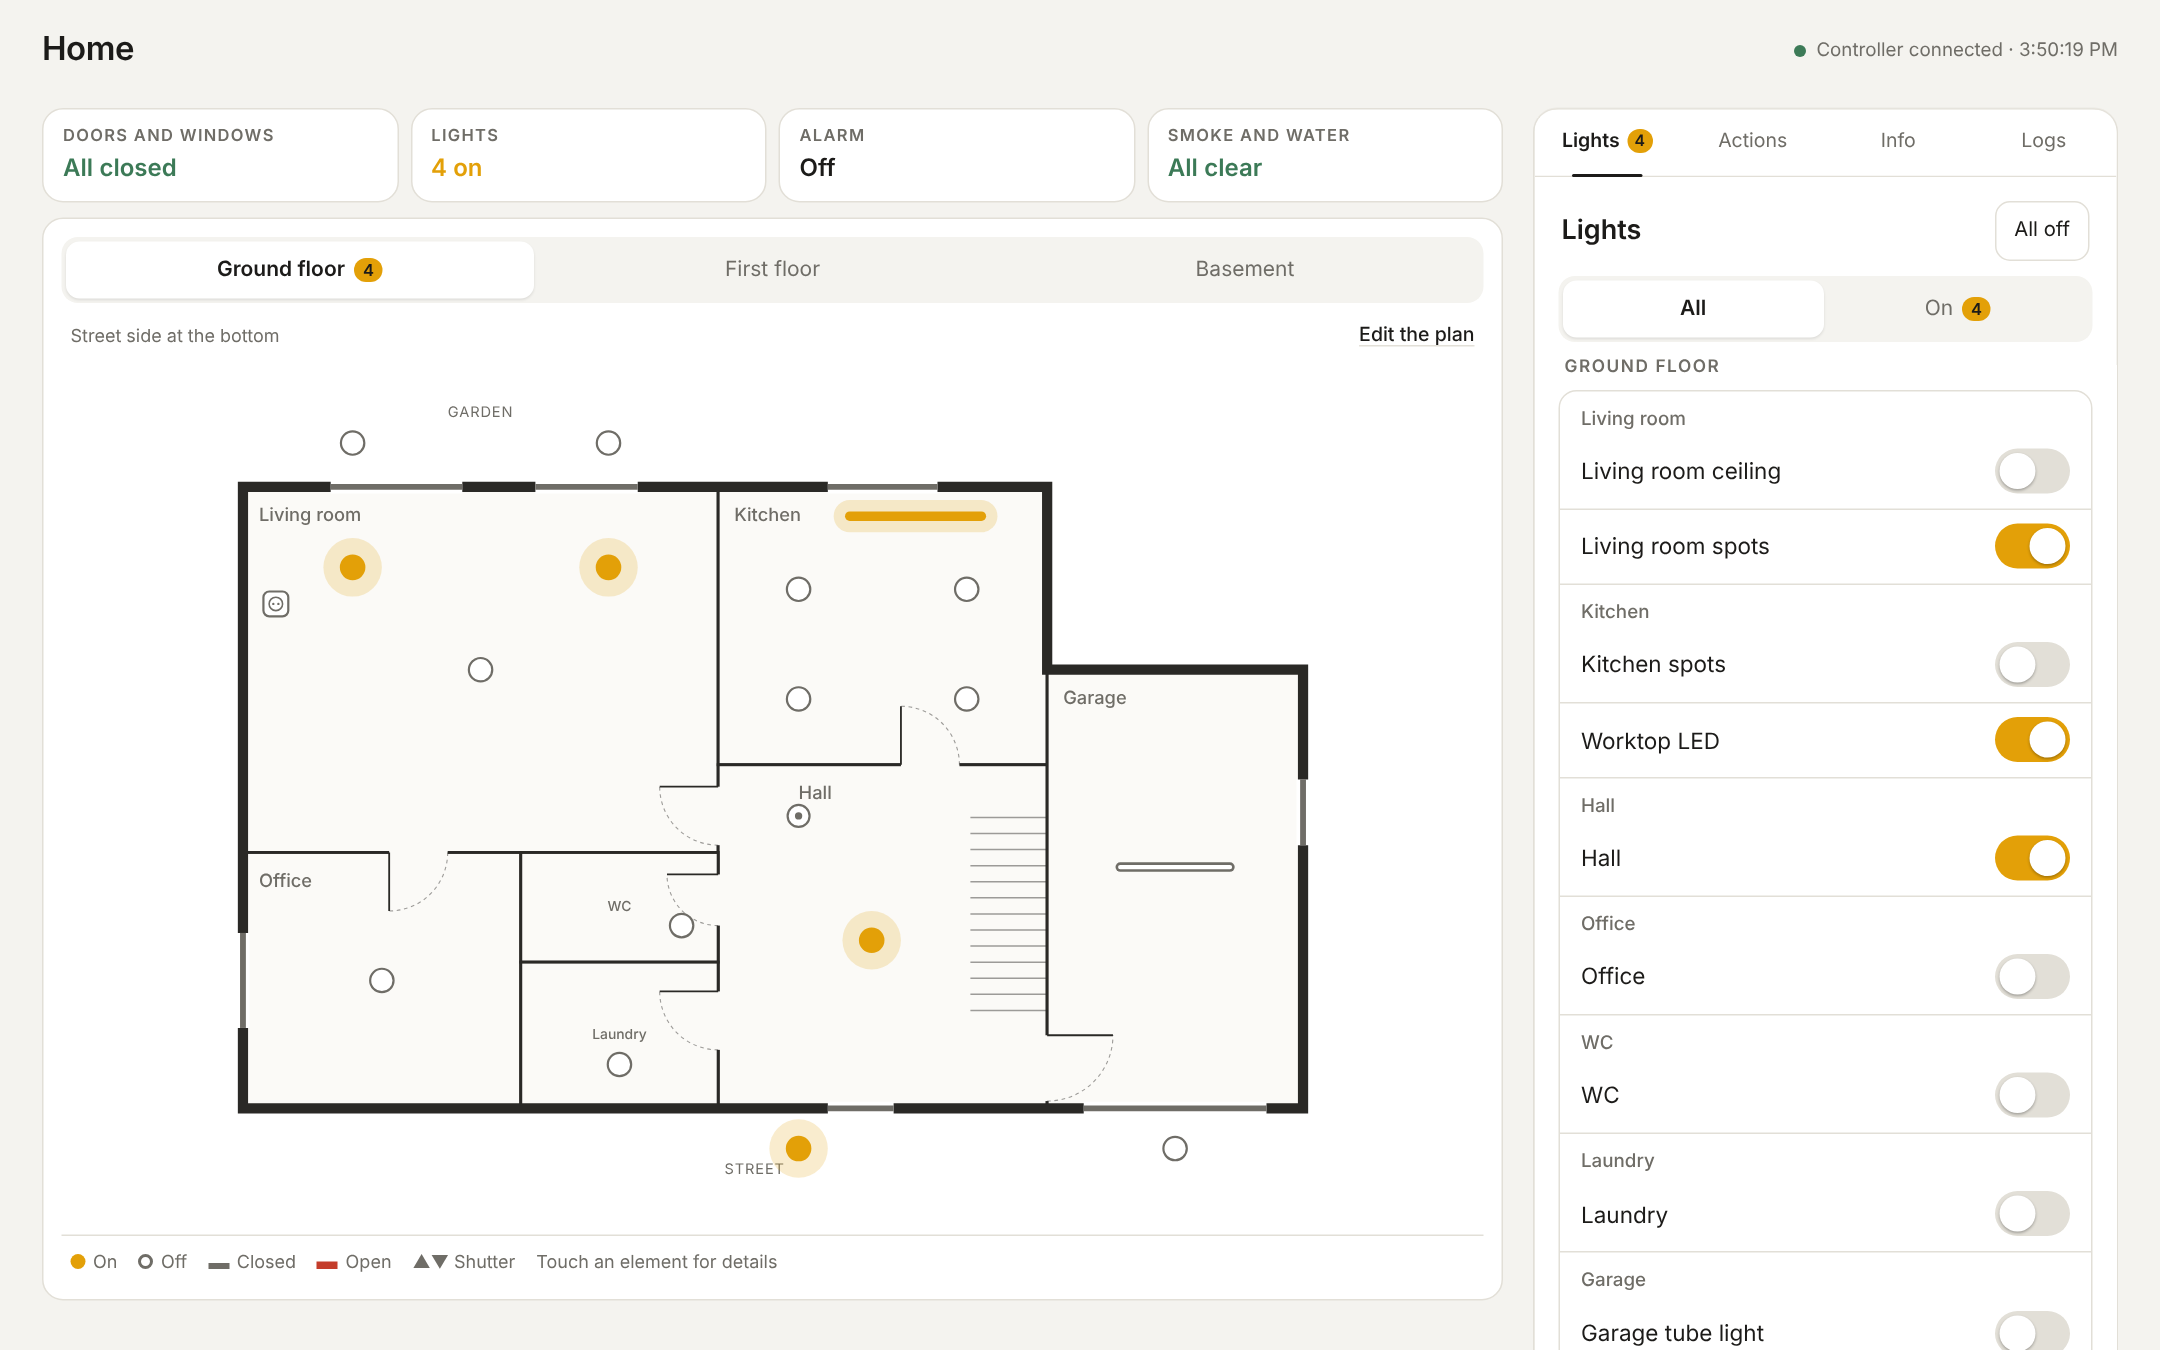 Home
Controller connected · 3:50:19 PM
DOORS AND WINDOWS
All closed
LIGHTS
4 on
ALARM
Off
SMOKE AND WATER
All clear
Ground floor 4
First floor
Basement
Street side at the bottom
Edit the plan
GARDEN
Living room
Kitchen
Garage
Hall
Office
WC
Laundry
STREET
On
Off
Closed
Open
Shutter
Touch an element for details
Lights 4
Actions
Info
Logs
Lights
All off
All
On 4
GROUND FLOOR
Living room
Living room ceiling
Living room spots
Kitchen
Kitchen spots
Worktop LED
Hall
Hall
Office
Office
WC
WC
Laundry
Laundry
Garage
Garage tube light